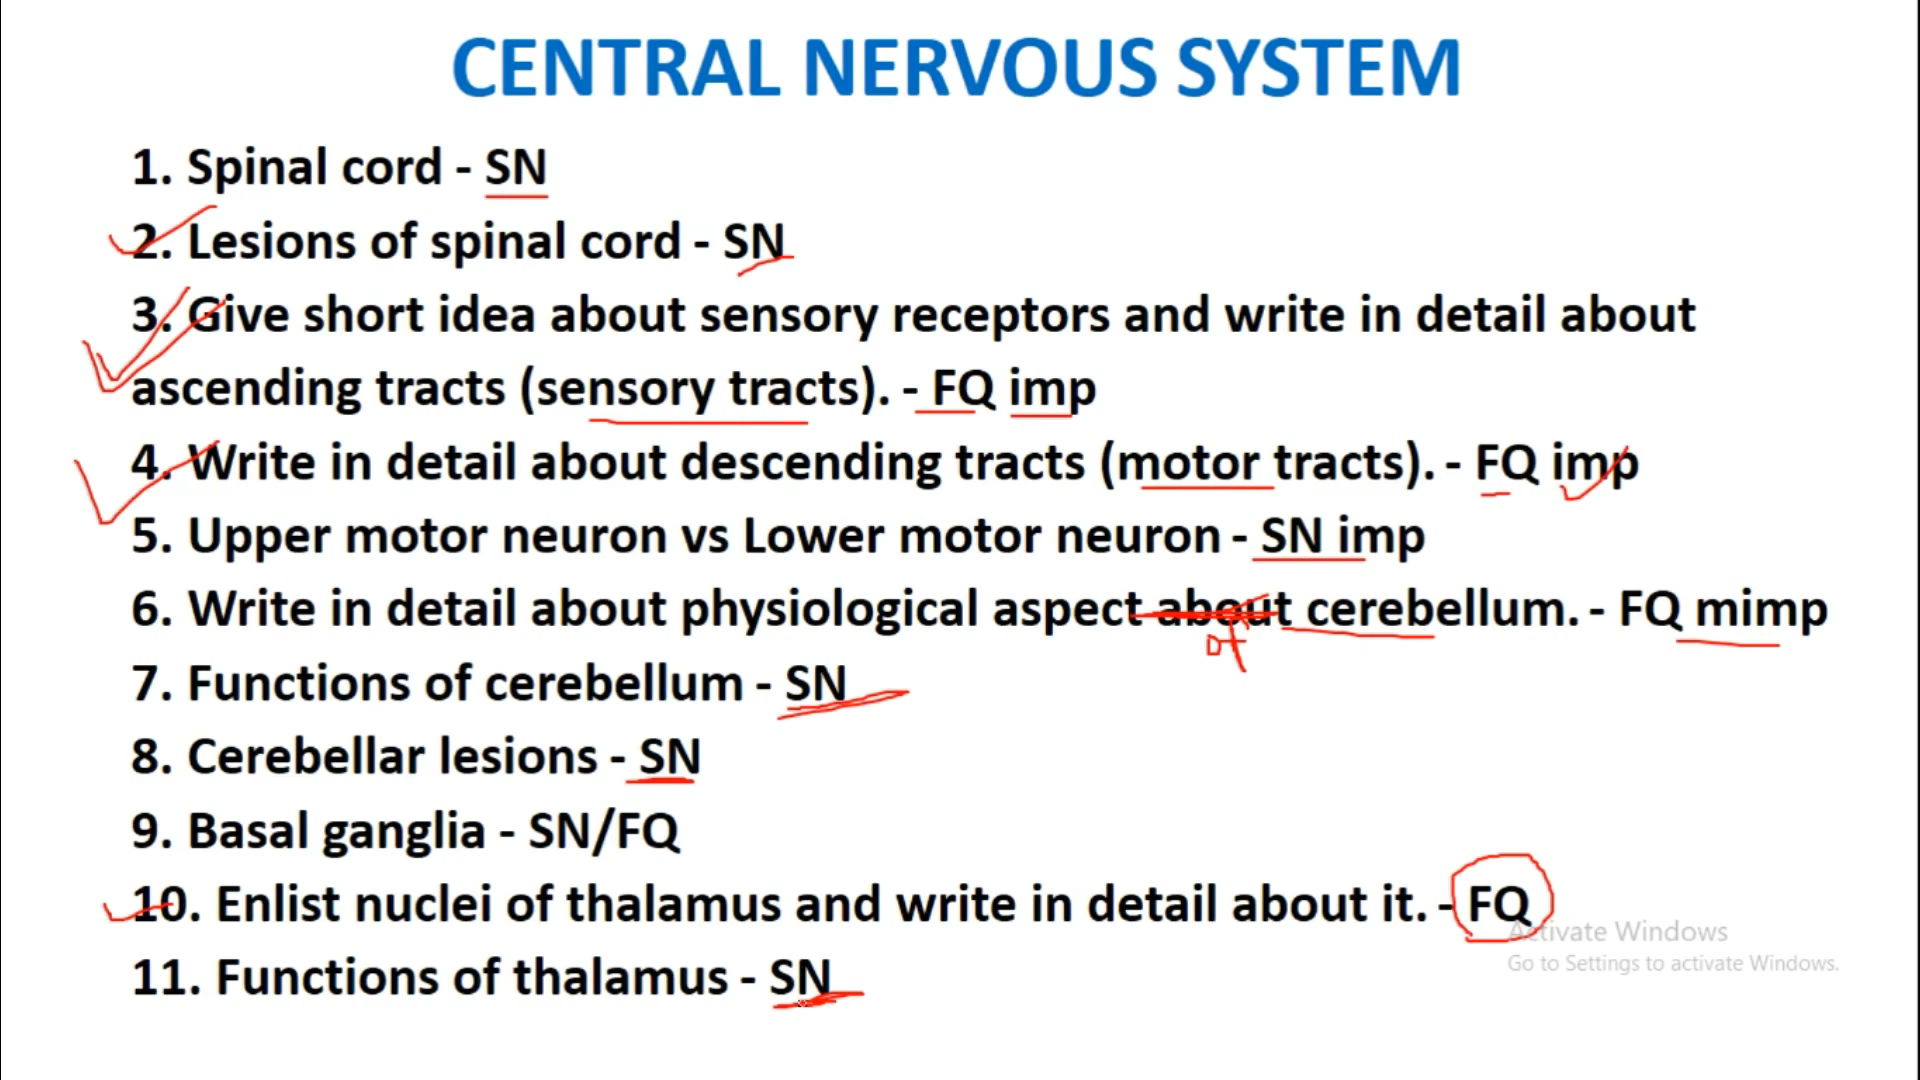 CENTRAL NERVOUS SYSTEM
1. Spinal cord - SN
2. Lesions of spinal cord - SN
3. Give short idea about sensory receptors and write in detail about
ascending tracts (sensory tracts). - FQ imp
4. Write in detail about descending tracts (motor tracts). - FQ imp
5. Upper motor neuron vs Lower motor neuron - SN imp
6. Write in detail about physiological aspect about cerebellum. - FQ mimp
of
7. Functions of cerebellum - SN
8. Cerebellar lesions - SN
9. Basal ganglia - SN/FQ
10. Enlist nuclei of thalamus and write in detail about it. - FQ
Activate Windows
Go to Settings to activate Windows.
11. Functions of thalamus - SN